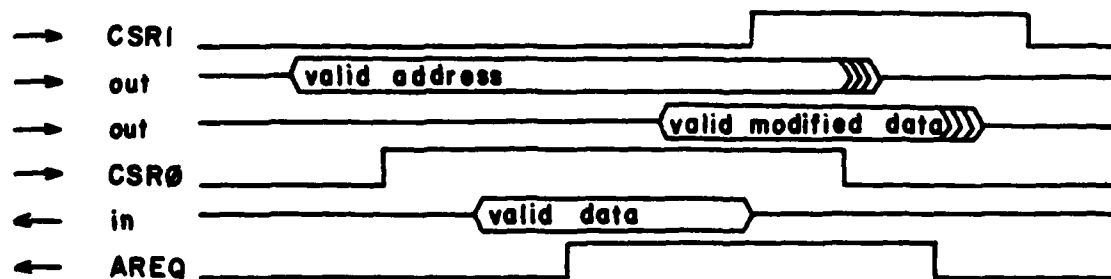 CSR1
out valid address
out valid modified data
CSRØ
in valid data
AREQ